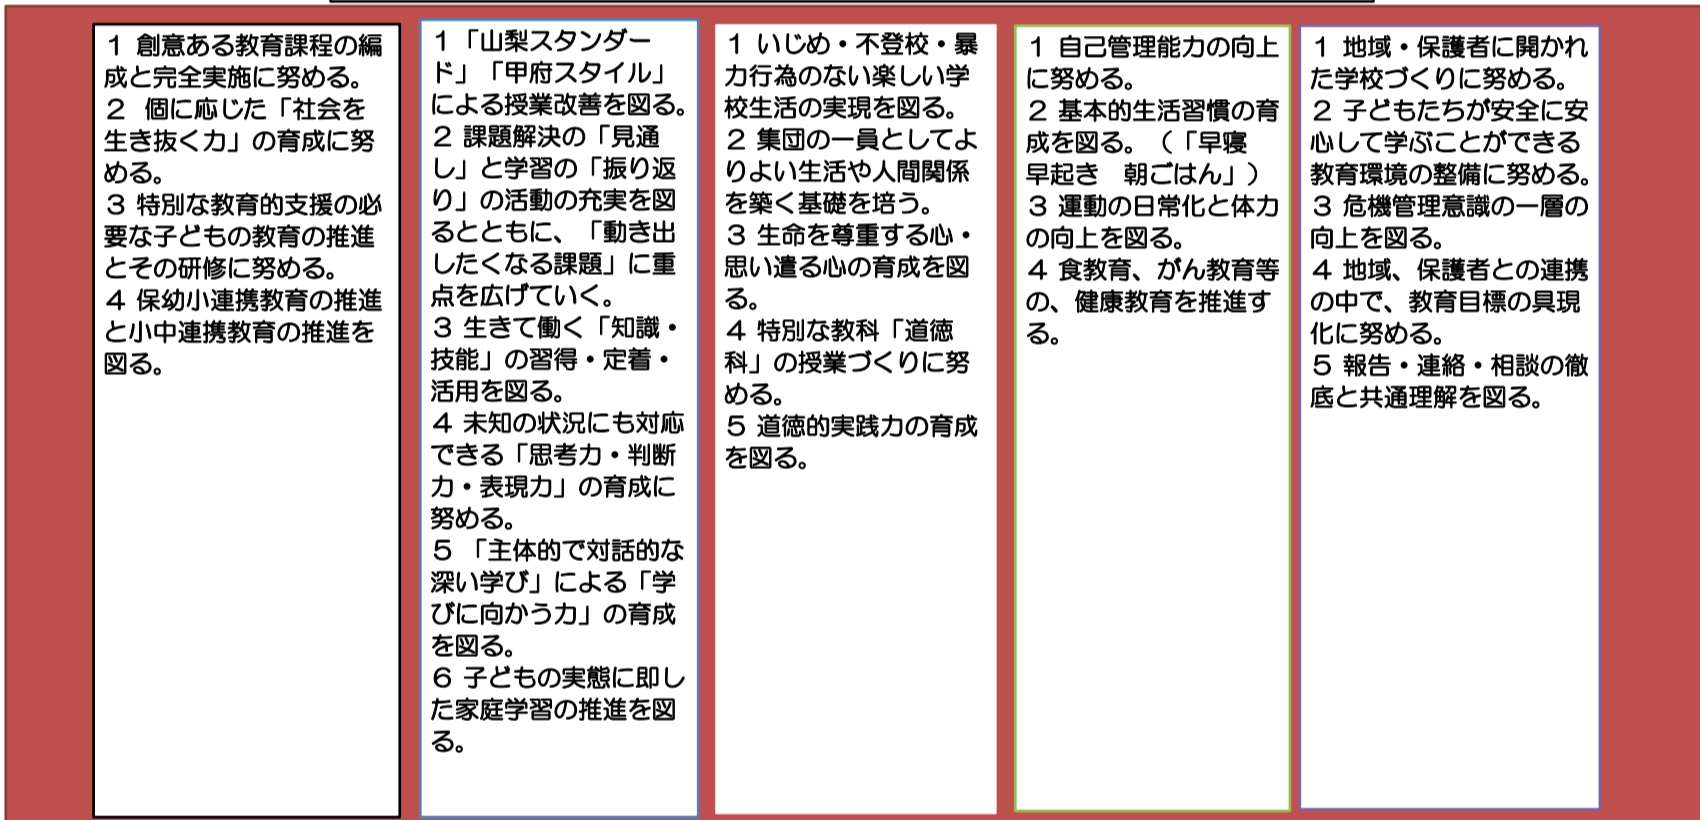 1 創意ある教育課程の編
成と完全実施に努める。
2 個に応じた「社会を
生き抜く力」の育成に努
める。
3 特別な教育的支援の必
要な子どもの教育の推進
とその研修に努める。
4 保幼小連携教育の推進
と小中連携教育の推進を
図る。
1「山梨スタンダー
ド」「甲府スタイル」
による授業改善を図る。
2 課題解決の「見通
し」と学習の「振り返
り」の活動の充実を図
るとともに、「動き出
したくなる課題」に重
点を広げていく。
3 生きて働く「知識・
技能」の習得・定着・
活用を図る。
4 未知の状況にも対応
できる「思考力・判断
力・表現力」の育成に
努める。
5 「主体的で対話的な
深い学び」による「学
びに向かう力」の育成
を図る。
6 子どもの実態に即し
た家庭学習の推進を図
る。
1 いじめ・不登校・暴
力行為のない楽しい学
校生活の実現を図る。
2 集団の一員としてよ
りよい生活や人間関係
を築く基礎を培う。
3 生命を尊重する心・
思い遣る心の育成を図
る。
4 特別な教科「道徳
科」の授業づくりに努
める。
5 道徳的実践力の育成
を図る。
1 自己管理能力の向上
に努める。
2 基本的生活習慣の育
成を図る。（「早寝
早起き　朝ごはん」）
3 運動の日常化と体力
の向上を図る。
4 食教育、がん教育等
の、健康教育を推進す
る。
1 地域・保護者に開かれ
た学校づくりに努める。
2 子どもたちが安全に安
心して学ぶことができる
教育環境の整備に努める。
3 危機管理意識の一層の
向上を図る。
4 地域、保護者との連携
の中で、教育目標の具現
化に努める。
5 報告・連絡・相談の徹
底と共通理解を図る。